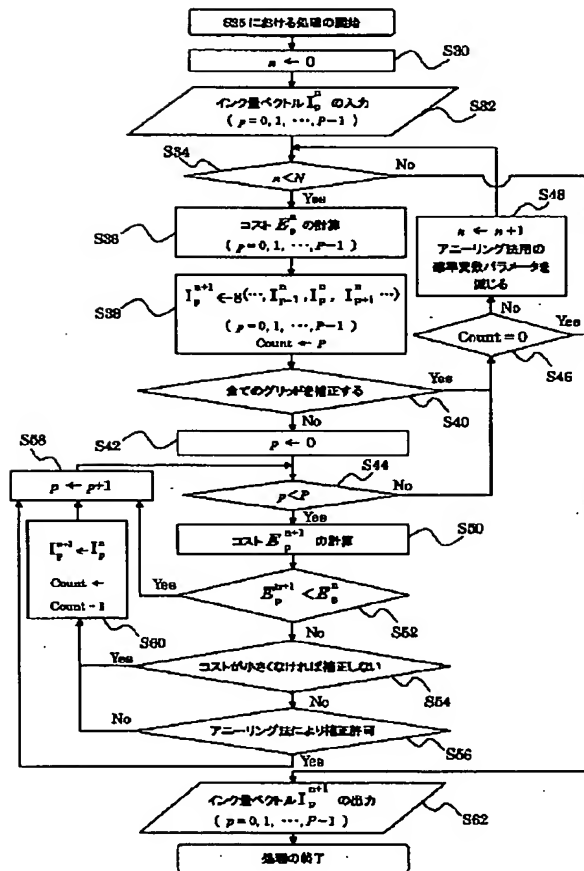 S35における処理の開始
S30
n ← 0
インク量ベクトル I_p^n の入力
( p = 0, 1, …, P−1 )
S32
S34
n<N
No
Yes
S48
n ← n+1
アニーリング法用の
標準変数パラメータを
減じる
S36
コスト E_p^n の計算
( p = 0, 1, …, P−1 )
S38
I_p^{n+1} ← g(…, I_{p−1}^n, I_p^n, I_{p+1}^n …)
( p = 0, 1, …, P−1 )
Count ← P
No
Yes
Count = 0
S46
全てのグリッドを補正する
Yes
S40
No
S42
p ← 0
S58
p ← p+1
S44
p<P
No
Yes
S50
コスト E_p^{n+1} の計算
I_p^{n+1} ← I_p^n
Count ←
Count − 1
S60
Yes
E_p^{n+1} < E_p^n
S52
No
Yes
コストが小さくなければ補正しない
S54
No
No
アニーリング法により補正許可
S56
Yes
インク量ベクトル I_p^{n+1} の出力
( p = 0, 1, …, P−1 )
S62
処理の終了